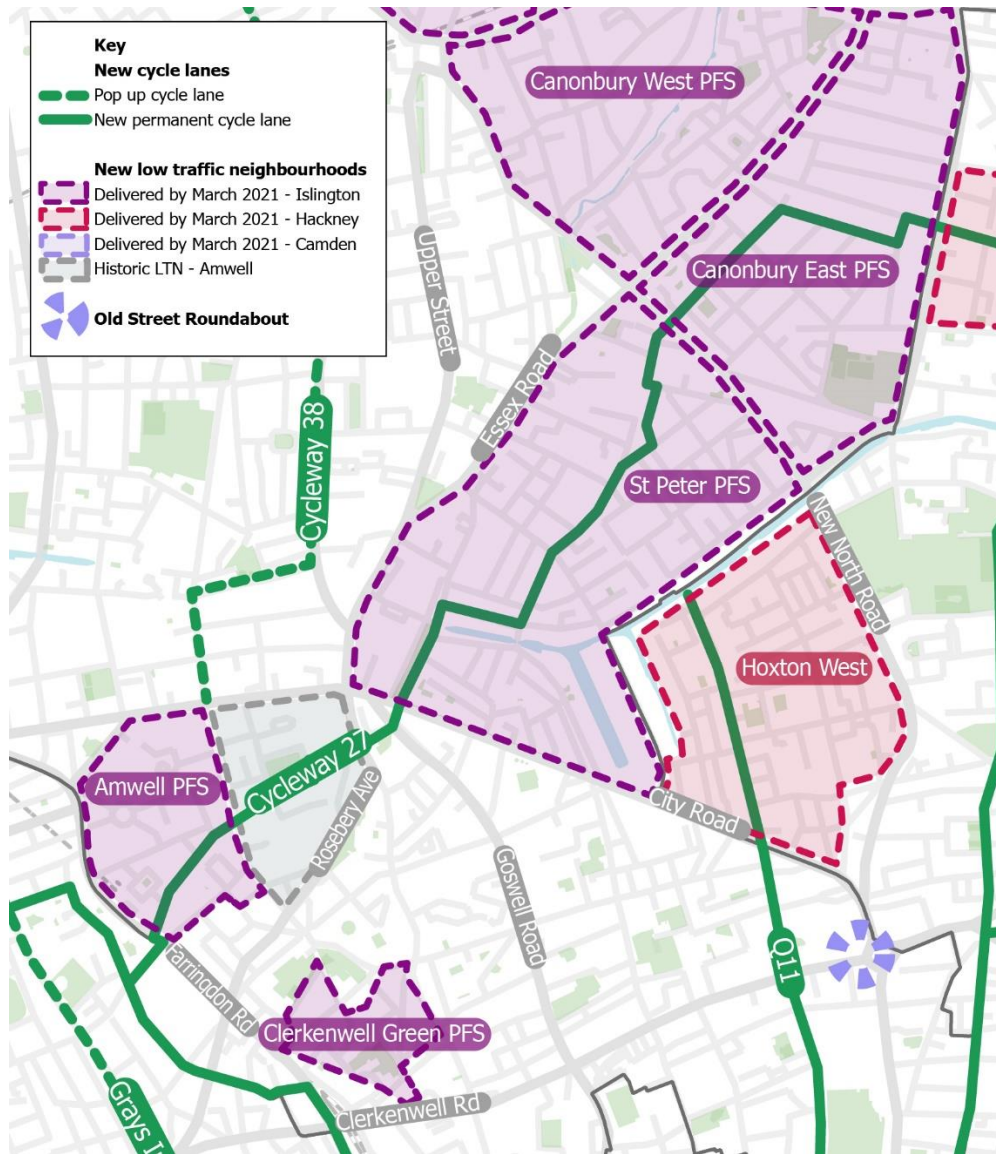 Key
New cycle lanes
Pop up cycle lane
New permanent cycle lane
New low traffic neighbourhoods
Delivered by March 2021 - Islington
Delivered by March 2021 - Hackney
Delivered by March 2021 - Camden
Historic LTN - Amwell
Old Street Roundabout
Canonbury West PFS
Upper Street
Canonbury East PFS
Essex Road
Cycleway 38
St Peter PFS
New North Road
Hoxton West
Amwell PFS
Cycleway 27
Rosebery Ave
City Road
Goswell Road
Q11
Farringdon Rd
Clerkenwell Green PFS
Clerkenwell Rd
Grays